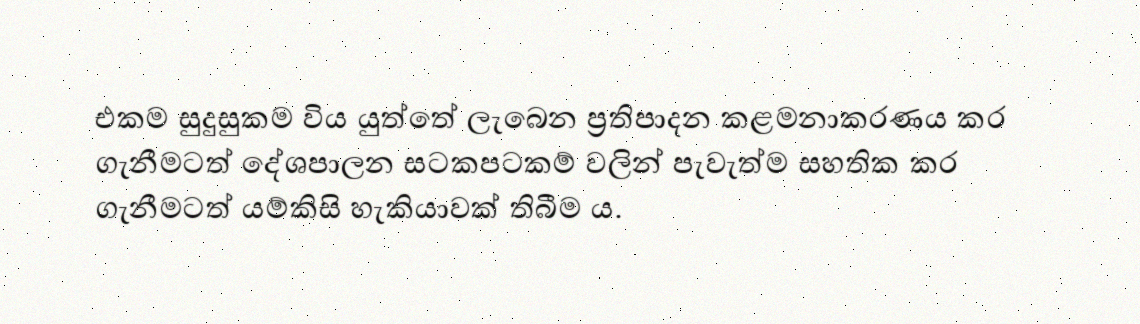 එකම සුදුසුකම විය යුත්තේ ලැබෙන ප්‍රතිපාදන කළමනාකරණය කර
ගැනීමටත් දේශපාලන සටකපටකම් වලින් පැවැත්ම සහතික කර
ගැනීමටත් යම්කිසි හැකියාවක් තිබීම ය.